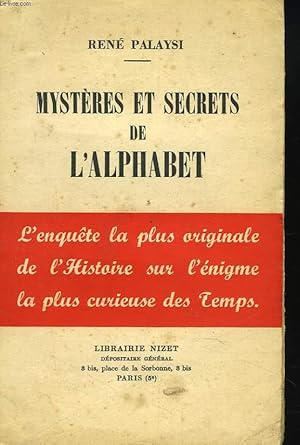 RENÉ PALAYSI
MYSTÈRES ET SECRETS
DE
L'ALPHABET
L'enquête la plus originale
de l'Histoire sur l'énigme
la plus curieuse des Temps.
LIBRAIRIE NIZET
DÉPOSITAIRE GÉNÉRAL
3 bis, place de la Sorbonne, 3 bis
PARIS (5e)